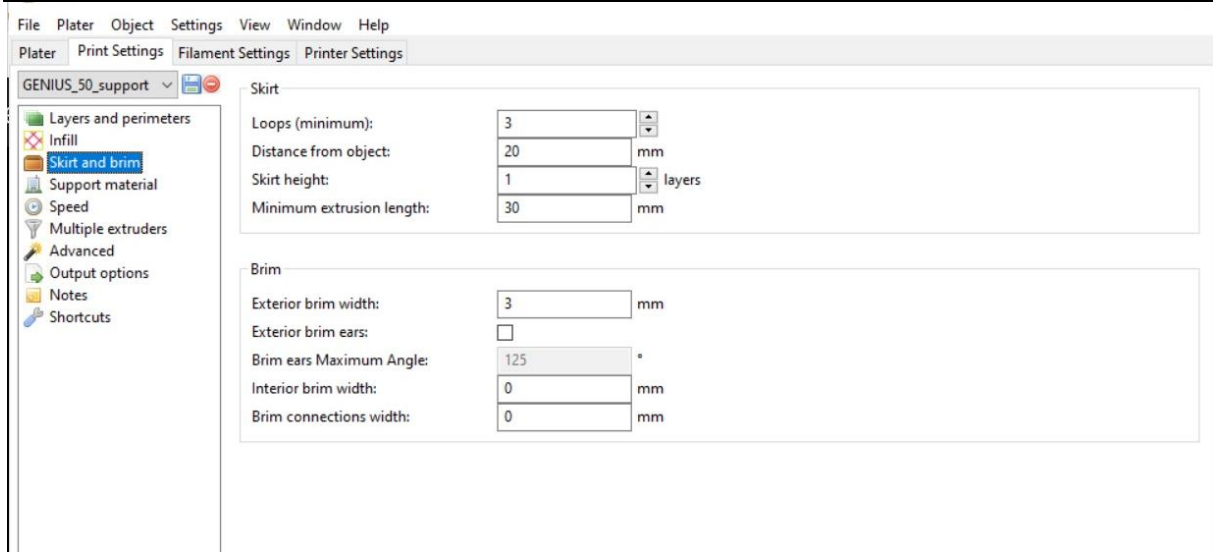 File Plater Object Settings View Window Help
Plater Print Settings Filament Settings Printer Settings
GENIUS_50_support
Layers and perimeters
Infill
Skirt and brim
Support material
Speed
Multiple extruders
Advanced
Output options
Notes
Shortcuts
Skirt
Loops (minimum): 3
Distance from object: 20 mm
Skirt height: 1 layers
Minimum extrusion length: 30 mm
Brim
Exterior brim width: 3 mm
Exterior brim ears:
Brim ears Maximum Angle: 125 °
Interior brim width: 0 mm
Brim connections width: 0 mm